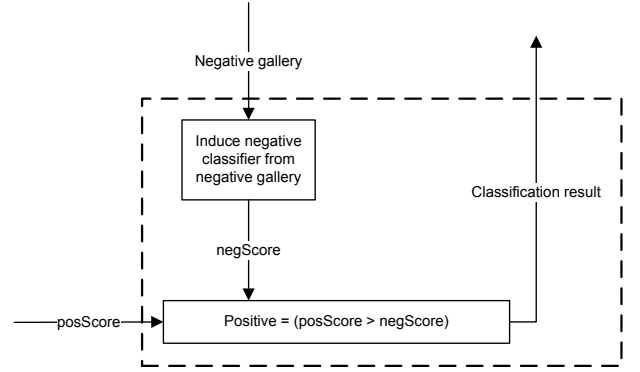 Negative gallery
Induce negative
classifier from
negative gallery
Classification result
negScore
posScore
Positive = (posScore > negScore)